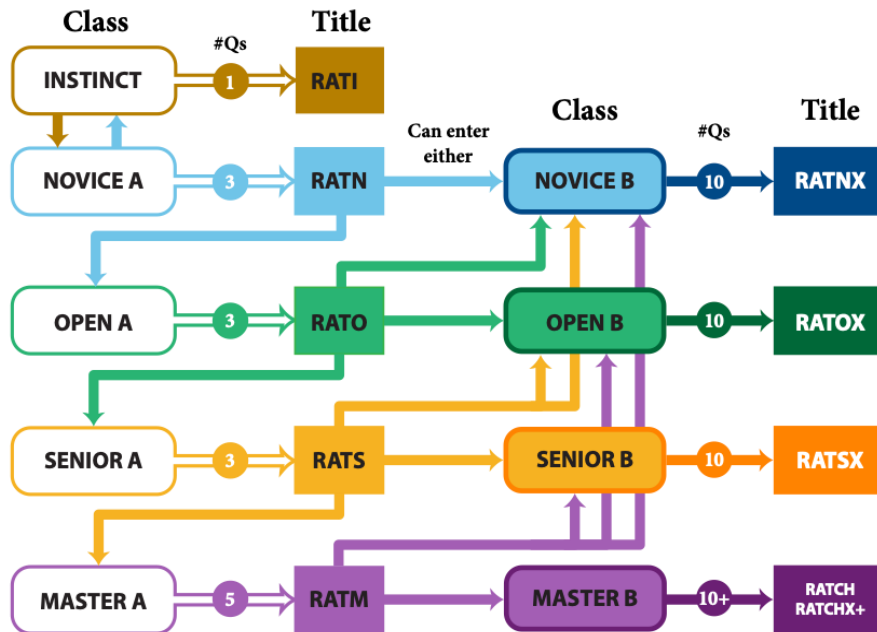 Class
#Qs
Title
INSTINCT
1
RATI
Class
#Qs
Title
Can enter
either
NOVICE A
3
RATN
NOVICE B
10
RATNX
OPEN A
3
RATO
OPEN B
10
RATOX
SENIOR A
3
RATS
SENIOR B
10
RATSX
MASTER A
5
RATM
MASTER B
10+
RATCH
RATCHX+